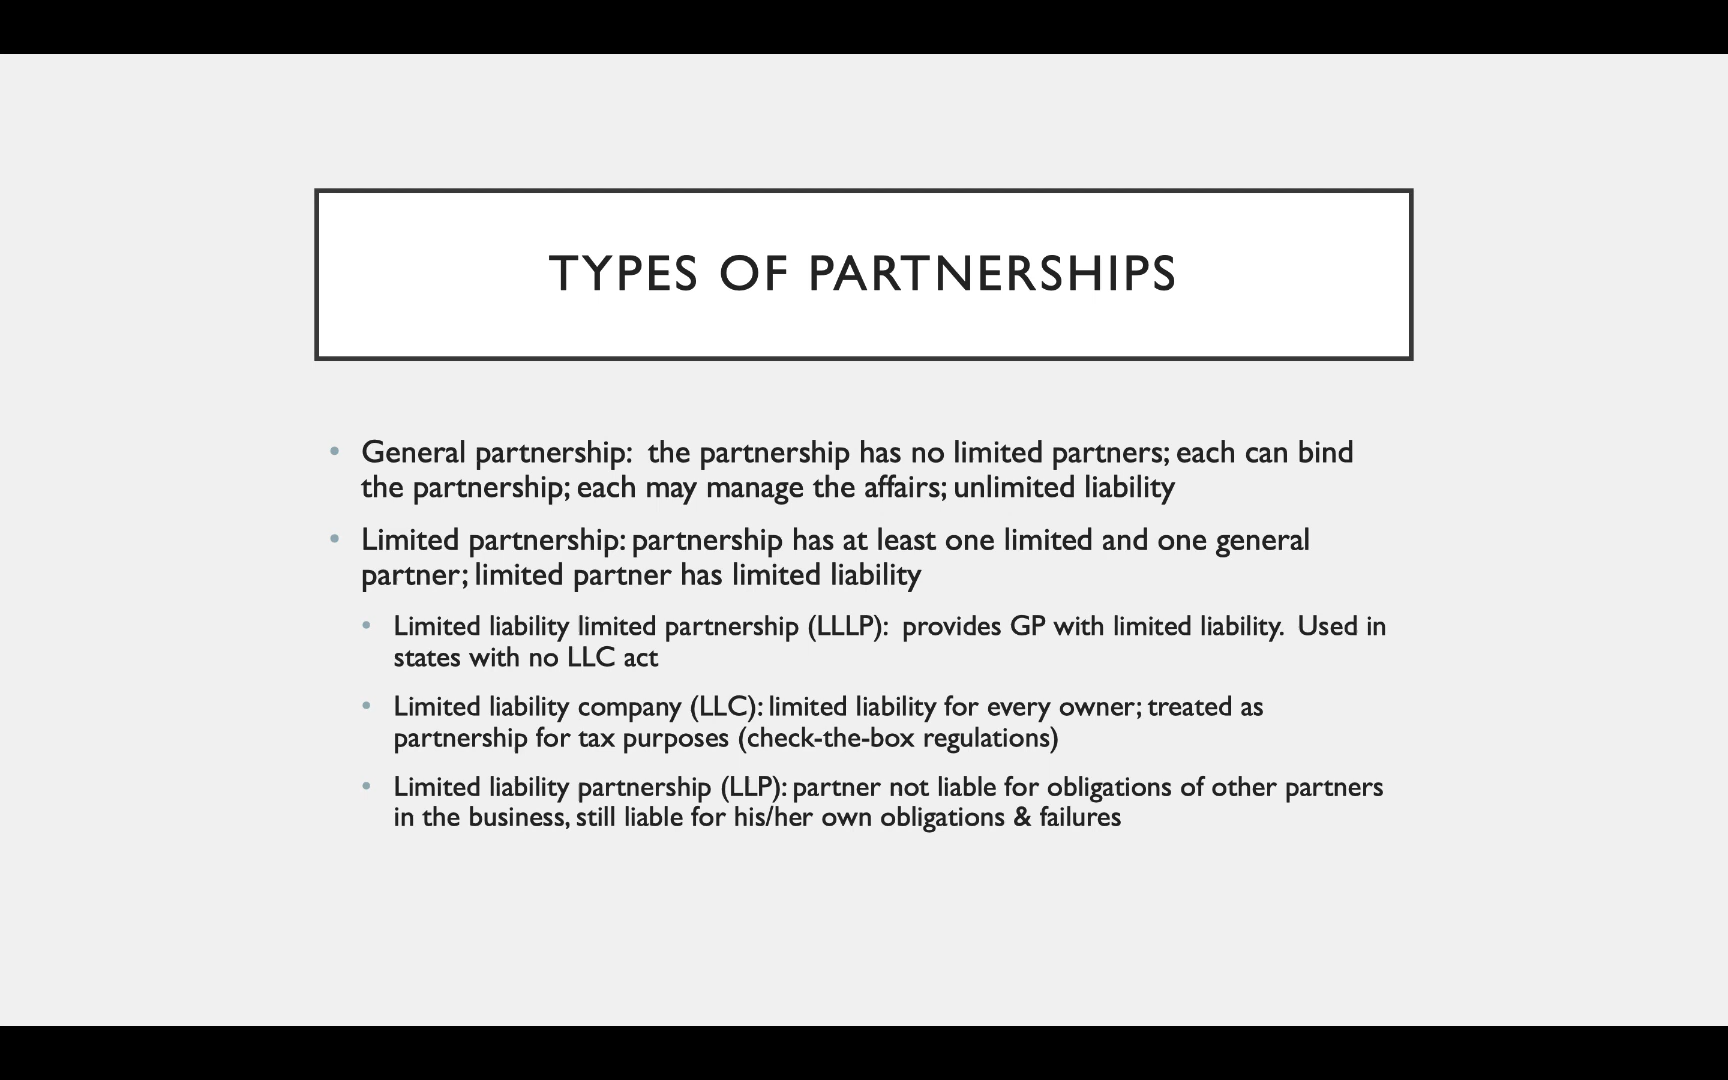 TYPES OF PARTNERSHIPS
• General partnership:  the partnership has no limited partners; each can bind
the partnership; each may manage the affairs; unlimited liability
• Limited partnership: partnership has at least one limited and one general
partner; limited partner has limited liability
• Limited liability limited partnership (LLLP):  provides GP with limited liability.  Used in
states with no LLC act
• Limited liability company (LLC): limited liability for every owner; treated as
partnership for tax purposes (check-the-box regulations)
• Limited liability partnership (LLP): partner not liable for obligations of other partners
in the business, still liable for his/her own obligations & failures